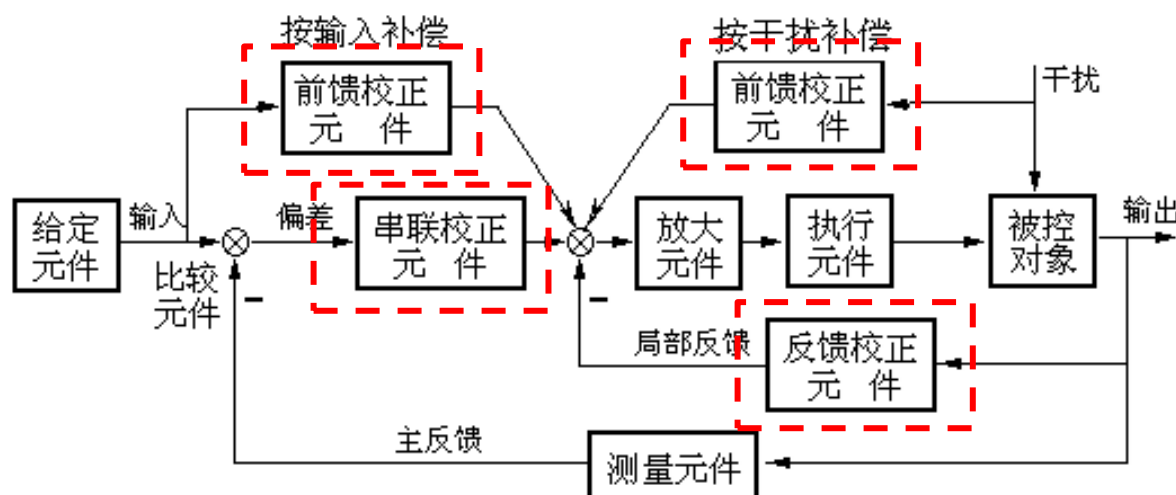 按输入补偿
按干扰补偿
前馈校正
元 件
前馈校正
元 件
干扰
给定
元件
输入
偏差
串联校正
元 件
放大
元件
执行
元件
被控
对象
输出
比较
元件
局部反馈
反馈校正
元 件
主反馈
测量元件